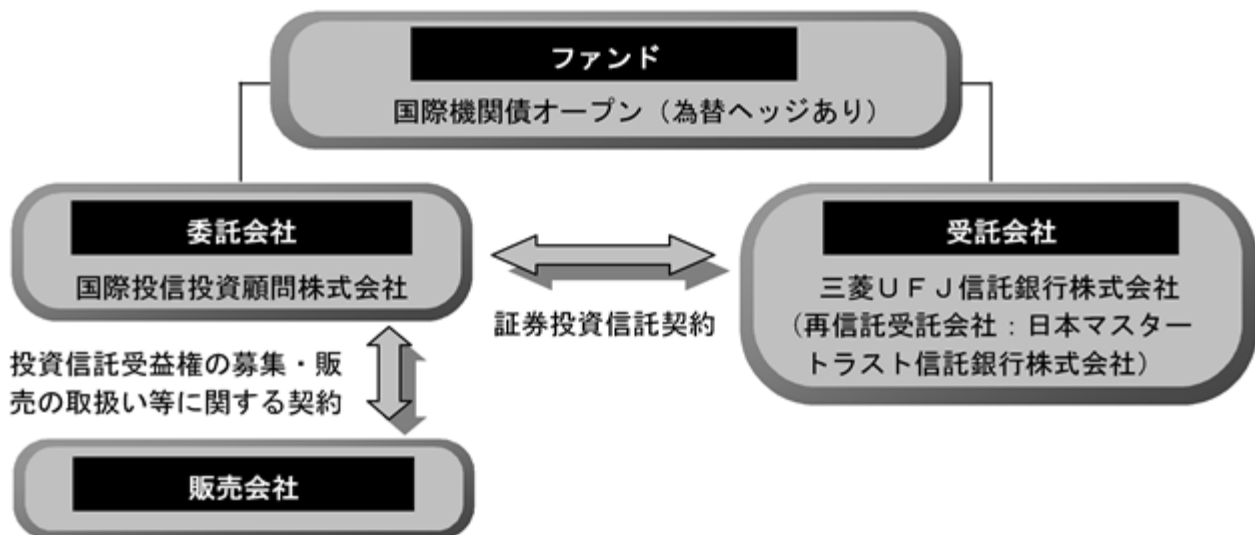 ファンド
国際機関債オープン（為替ヘッジあり）
委託会社
国際投信投資顧問株式会社
証券投資信託契約
受託会社
三菱ＵＦＪ信託銀行株式会社
（再信託受託会社：日本マスター
トラスト信託銀行株式会社）
投資信託受益権の募集・販
売の取扱い等に関する契約
販売会社